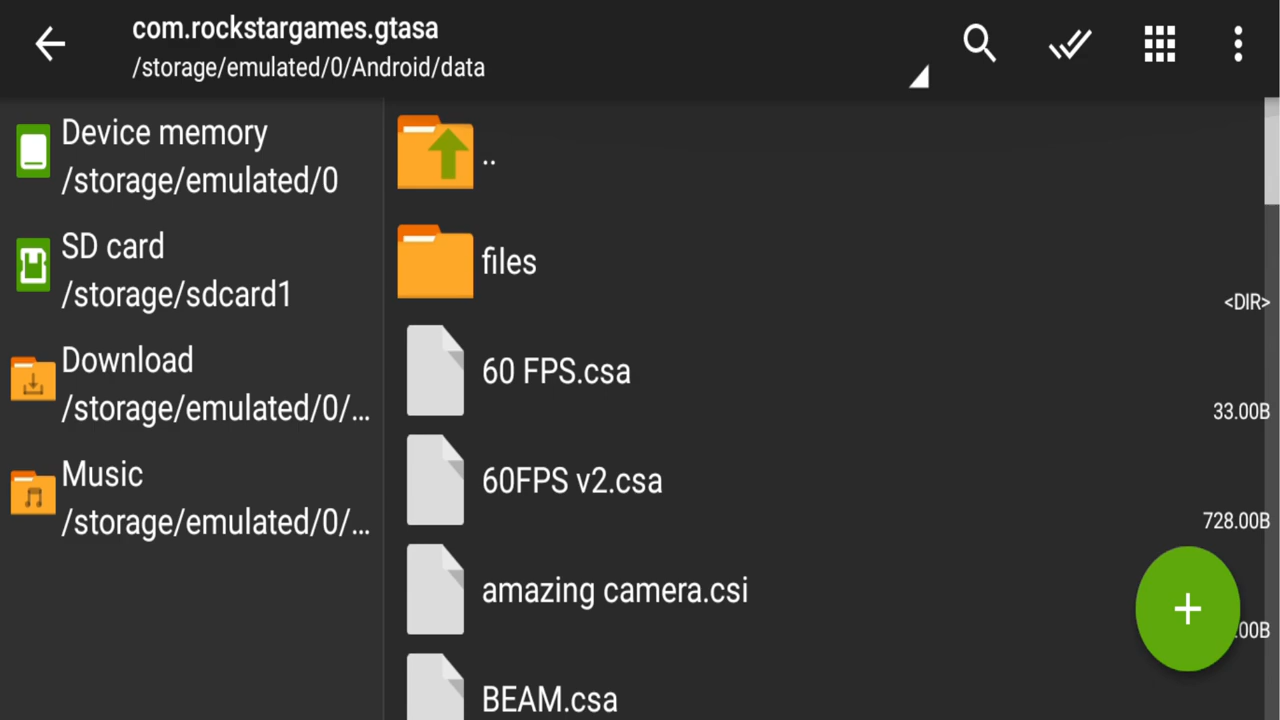 com.rockstargames.gtasa
/storage/emulated/0/Android/data
Device memory
/storage/emulated/0
SD card
/storage/sdcard1
Download
/storage/emulated/0/...
Music
/storage/emulated/0/...
..
files
<DIR>
60 FPS.csa
33.00B
60FPS v2.csa
728.00B
amazing camera.csi
.00B
BEAM.csa